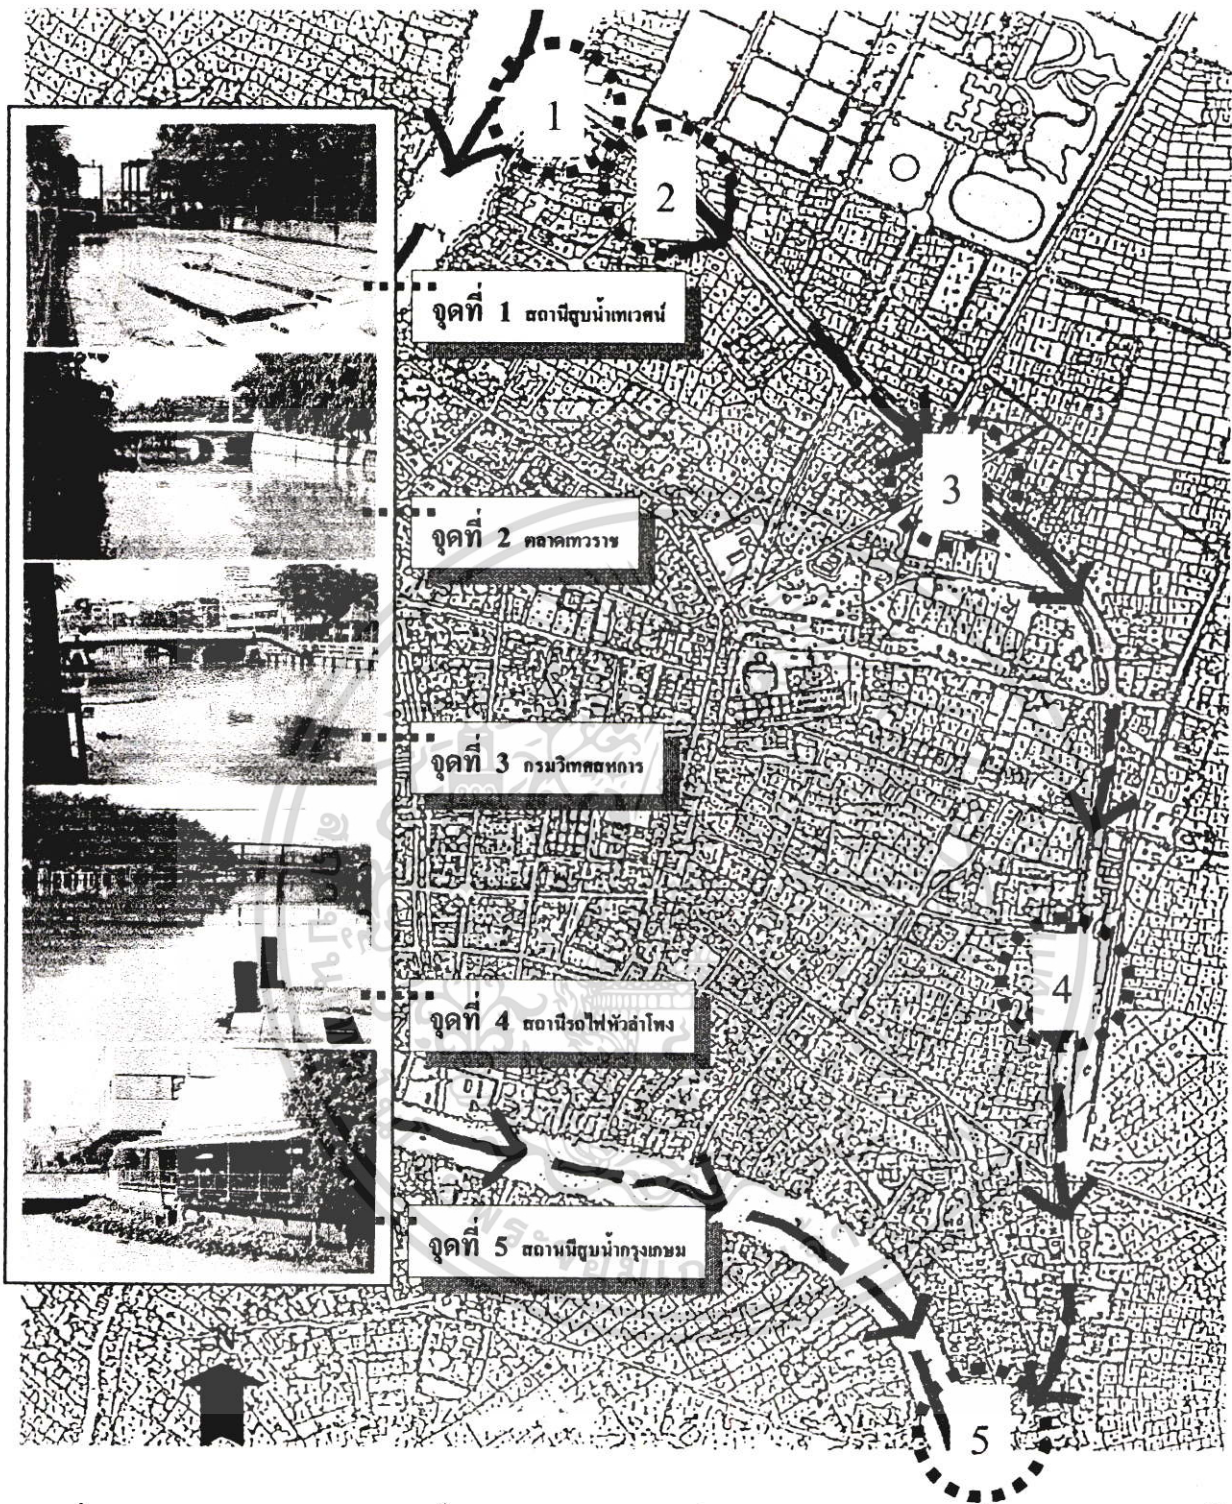 1
2
จุดที่ 1 สถานีสูบน้ำเทเวศน์
3
จุดที่ 2 ตลาดเทวราช
จุดที่ 3 กรมวิเทศสหการ
4
จุดที่ 4 สถานีรถไฟหัวลำโพง
จุดที่ 5 สถานนีสูบน้ำกรุงเกษม
N
5